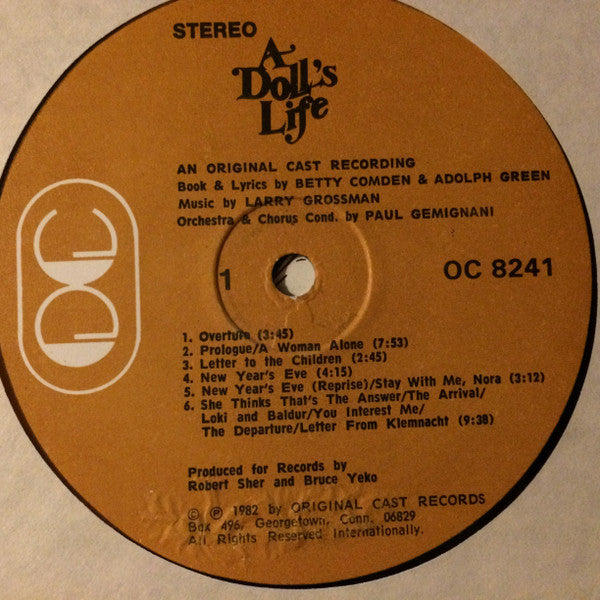 STEREO
A
Doll's
Life
AN ORIGINAL CAST RECORDING
Book & Lyrics by BETTY COMDEN & ADOLPH GREEN
Music by LARRY GROSSMAN
Orchestra & Chorus Cond. by PAUL GEMIGNANI
OC
1 OC 8241
1. Overture (3:45)
2. Prologue/A Woman Alone (7:53)
3. Letter to the Children (2:45)
4. New Year's Eve (4:15)
5. New Year's Eve (Reprise)/Stay With Me, Nora (3:12)
6. She Thinks That's The Answer/The Arrival/
Loki and Baldur/You Interest Me/
The Departure/Letter From Klemnacht (9:38)
Produced for Records by
Robert Sher and Bruce Yeko
© ℗ 1982 by ORIGINAL CAST RECORDS
Box 496, Georgetown, Conn. 06829
All Rights Reserved Internationally.